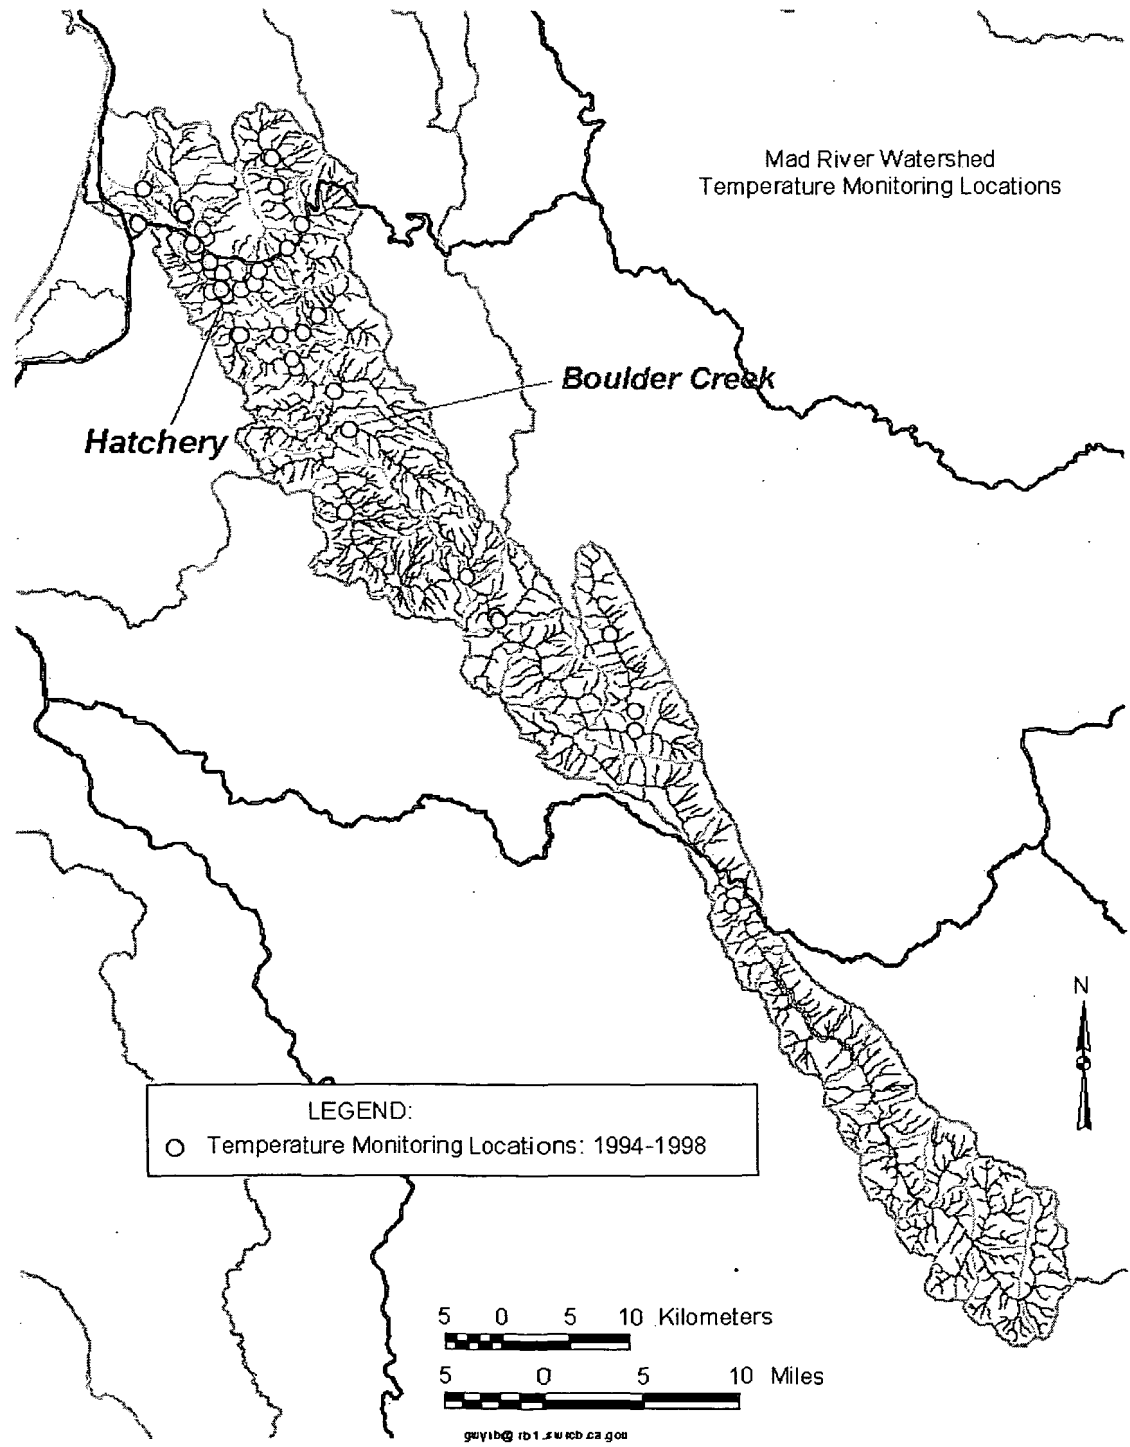 Mad River Watershed
Temperature Monitoring Locations
Boulder Creek
Hatchery
N
LEGEND:
Temperature Monitoring Locations: 1994-1998
5 0 5 10 Kilometers
5 0 5 10 Miles